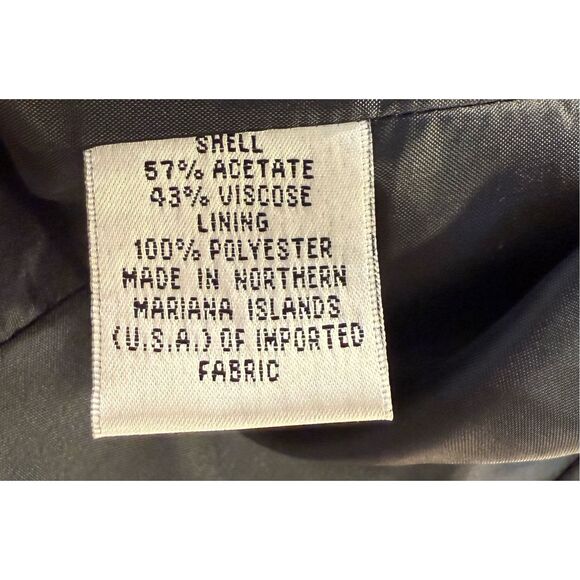 SHELL
57% ACETATE
43% VISCOSE
LINING
100% POLYESTER
MADE IN NORTHERN
MARIANA ISLANDS
(U.S.A.) OF IMPORTED
FABRIC